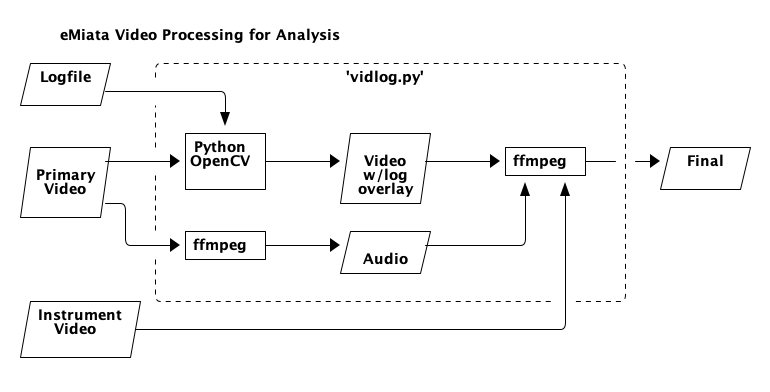 eMiata Video Processing for Analysis
Logfile
'vidlog.py'
Python
OpenCV
Primary
Video
Video
w/log
overlay
ffmpeg
Final
ffmpeg
Audio
Instrument
Video